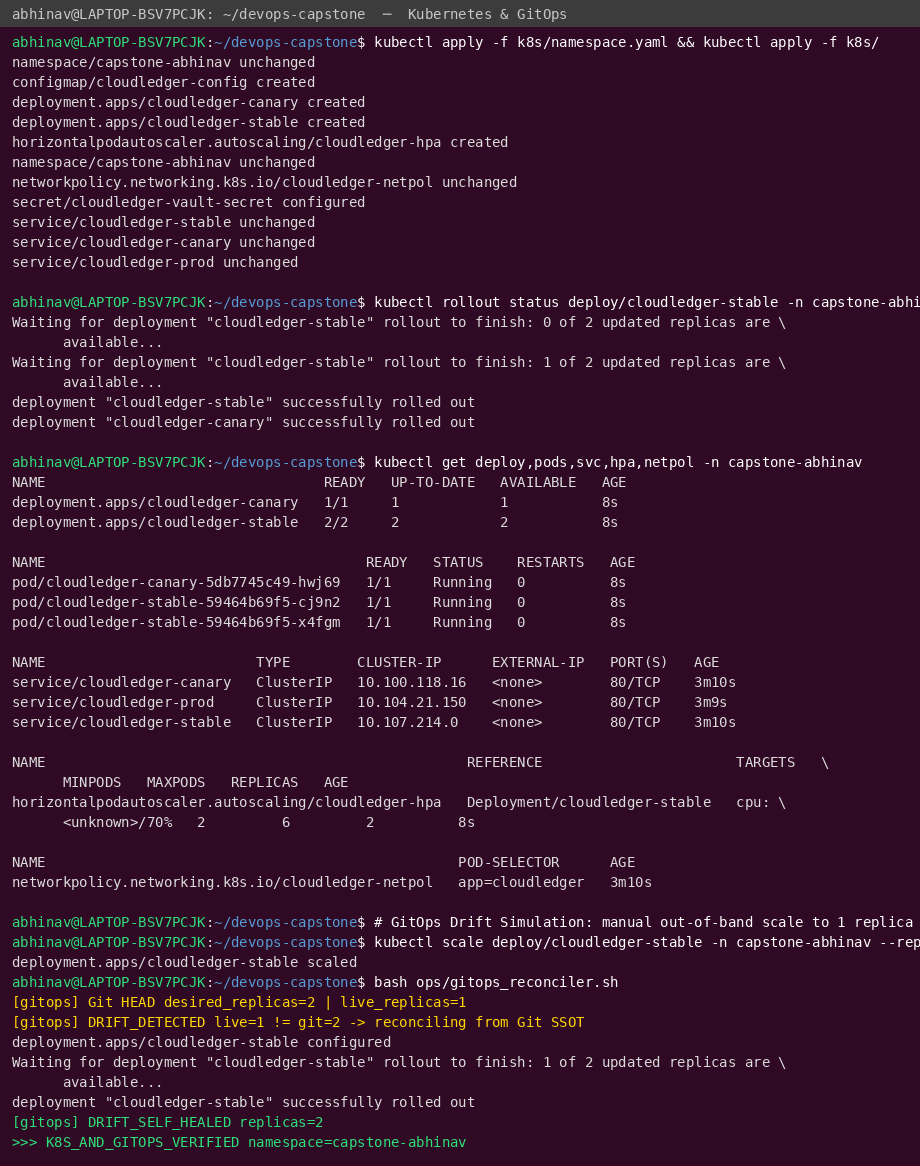 abhinav@LAPTOP-BSV7PCJK: ~/devops-capstone  —  Kubernetes & GitOps
abhinav@LAPTOP-BSV7PCJK:~/devops-capstone$ kubectl apply -f k8s/namespace.yaml && kubectl apply -f k8s/
namespace/capstone-abhinav unchanged
configmap/cloudledger-config created
deployment.apps/cloudledger-canary created
deployment.apps/cloudledger-stable created
horizontalpodautoscaler.autoscaling/cloudledger-hpa created
namespace/capstone-abhinav unchanged
networkpolicy.networking.k8s.io/cloudledger-netpol unchanged
secret/cloudledger-vault-secret configured
service/cloudledger-stable unchanged
service/cloudledger-canary unchanged
service/cloudledger-prod unchanged
abhinav@LAPTOP-BSV7PCJK:~/devops-capstone$ kubectl rollout status deploy/cloudledger-stable -n capstone-abhi
Waiting for deployment "cloudledger-stable" rollout to finish: 0 of 2 updated replicas are \
      available...
Waiting for deployment "cloudledger-stable" rollout to finish: 1 of 2 updated replicas are \
      available...
deployment "cloudledger-stable" successfully rolled out
deployment "cloudledger-canary" successfully rolled out
abhinav@LAPTOP-BSV7PCJK:~/devops-capstone$ kubectl get deploy,pods,svc,hpa,netpol -n capstone-abhinav
NAME                                 READY   UP-TO-DATE   AVAILABLE   AGE
deployment.apps/cloudledger-canary   1/1     1            1           8s
deployment.apps/cloudledger-stable   2/2     2            2           8s
NAME                                      READY   STATUS    RESTARTS   AGE
pod/cloudledger-canary-5db7745c49-hwj69   1/1     Running   0          8s
pod/cloudledger-stable-59464b69f5-cj9n2   1/1     Running   0          8s
pod/cloudledger-stable-59464b69f5-x4fgm   1/1     Running   0          8s
NAME                         TYPE        CLUSTER-IP      EXTERNAL-IP   PORT(S)   AGE
service/cloudledger-canary   ClusterIP   10.100.118.16   <none>        80/TCP    3m10s
service/cloudledger-prod     ClusterIP   10.104.21.150   <none>        80/TCP    3m9s
service/cloudledger-stable   ClusterIP   10.107.214.0    <none>        80/TCP    3m10s
NAME                                                  REFERENCE                       TARGETS   \
      MINPODS   MAXPODS   REPLICAS   AGE
horizontalpodautoscaler.autoscaling/cloudledger-hpa   Deployment/cloudledger-stable   cpu: \
      <unknown>/70%   2         6         2          8s
NAME                                                 POD-SELECTOR      AGE
networkpolicy.networking.k8s.io/cloudledger-netpol   app=cloudledger   3m10s
abhinav@LAPTOP-BSV7PCJK:~/devops-capstone$ # GitOps Drift Simulation: manual out-of-band scale to 1 replica
abhinav@LAPTOP-BSV7PCJK:~/devops-capstone$ kubectl scale deploy/cloudledger-stable -n capstone-abhinav --rep
deployment.apps/cloudledger-stable scaled
abhinav@LAPTOP-BSV7PCJK:~/devops-capstone$ bash ops/gitops_reconciler.sh
[gitops] Git HEAD desired_replicas=2 | live_replicas=1
[gitops] DRIFT_DETECTED live=1 != git=2 -> reconciling from Git SSOT
deployment.apps/cloudledger-stable configured
Waiting for deployment "cloudledger-stable" rollout to finish: 1 of 2 updated replicas are \
      available...
deployment "cloudledger-stable" successfully rolled out
[gitops] DRIFT_SELF_HEALED replicas=2
>>> K8S_AND_GITOPS_VERIFIED namespace=capstone-abhinav